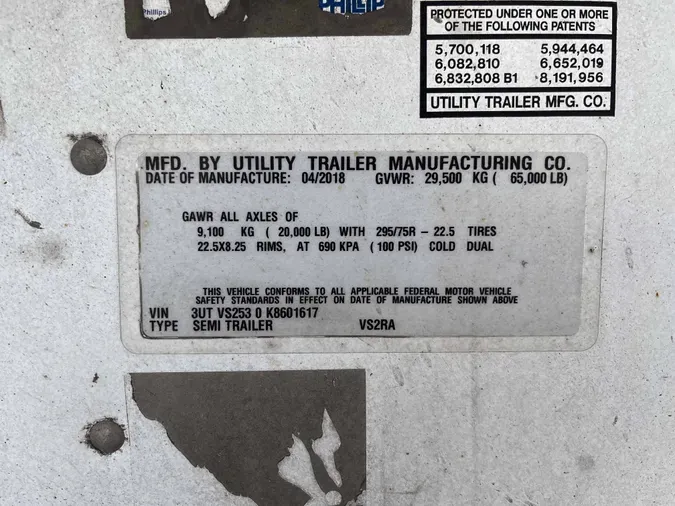 Phillips
PHILLIP
PROTECTED UNDER ONE OR MORE
OF THE FOLLOWING PATENTS
5,700,118 5,944,464
6,082,810 6,652,019
6,832,808 B1 8,191,956
UTILITY TRAILER MFG. CO.
MFD. BY UTILITY TRAILER MANUFACTURING CO.
DATE OF MANUFACTURE: 04/2018 GVWR: 29,500 KG ( 65,000 LB)
GAWR ALL AXLES OF
9,100 KG ( 20,000 LB) WITH 295/75R - 22.5 TIRES
22.5X8.25 RIMS, AT 690 KPA (100 PSI) COLD DUAL
THIS VEHICLE CONFORMS TO ALL APPLICABLE FEDERAL MOTOR VEHICLE
SAFETY STANDARDS IN EFFECT ON DATE OF MANUFACTURE SHOWN ABOVE
VIN 3UT VS253 0 K8601617
TYPE SEMI TRAILER VS2RA